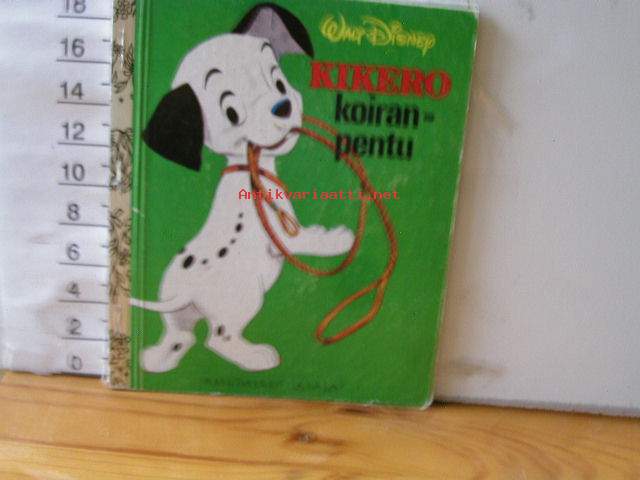 18
16
14
12
10
8
6
4
2
0
WALT DISNEY
KIKERO
koiran-
pentu
Antikvariaatti.net